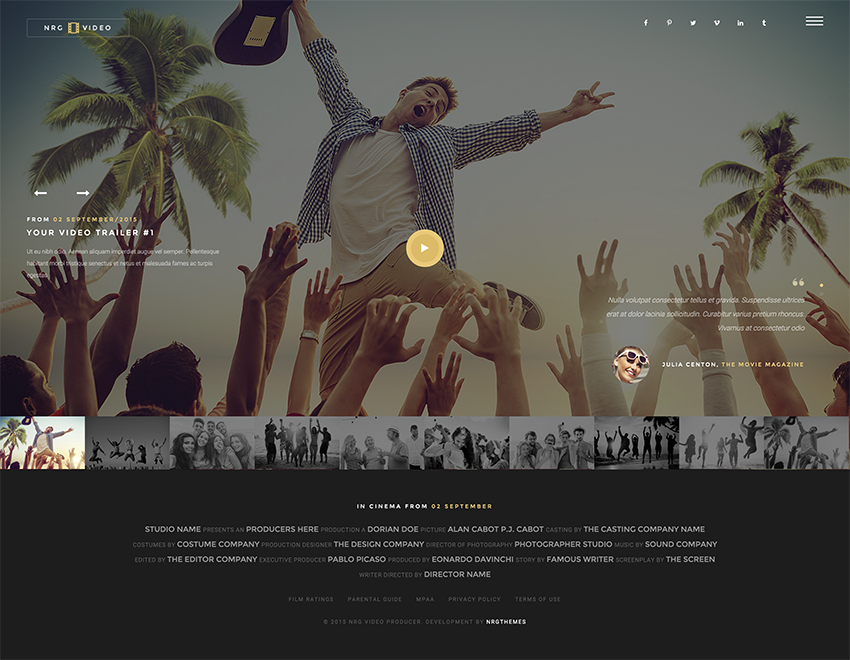 NRG VIDEO
FROM 02 SEPTEMBER/2015
YOUR VIDEO TRAILER #1
Ut eu nibh odio. Aenean aliquam imperdiet augue vel semper. Pellentesque
habitant morbi tristique senectus et netus et malesuada fames ac turpis
egestas.
Nulla volutpat consectetur tellus et gravida. Suspendisse ultrices
erat at dolor lacinia sollicitudin. Curabitur varius pretium rhoncus.
Vivamus at consectetur odio
JULIA CENTON, THE MOVIE MAGAZINE
IN CINEMA FROM 02 SEPTEMBER
STUDIO NAME PRESENTS AN PRODUCERS HERE PRODUCTION A DORIAN DOE PICTURE ALAN CABOT P.J. CABOT CASTING BY THE CASTING COMPANY NAME
COSTUMES BY COSTUME COMPANY PRODUCTION DESIGNER THE DESIGN COMPANY DIRECTOR OF PHOTOGRAPHY PHOTOGRAPHER STUDIO MUSIC BY SOUND COMPANY
EDITED BY THE EDITOR COMPANY EXECUTIVE PRODUCER PABLO PICASO PRODUCED BY EONARDO DAVINCHI STORY BY FAMOUS WRITER SCREENPLAY BY THE SCREEN
WRITER DIRECTED BY DIRECTOR NAME
FILM RATINGS PARENTAL GUIDE MPAA PRIVACY POLICY TERMS OF USE
© 2015 NRG VIDEO PRODUCER. DEVELOPMENT BY NRGTHEMES